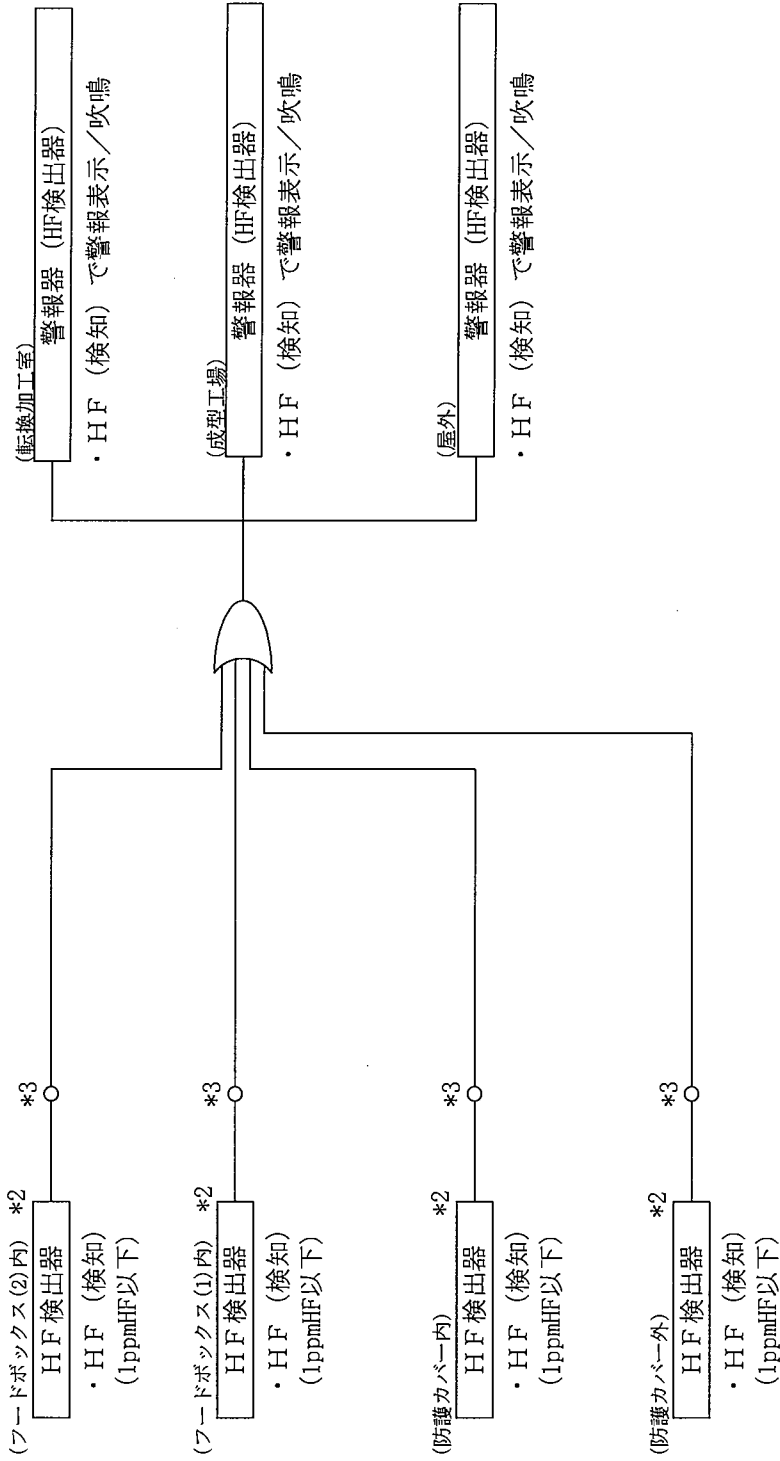 (フードボックス(2)内) *2
HF検出器
・HF (検知)
(1ppmHF以下)
*3
(フードボックス(1)内) *2
HF検出器
・HF (検知)
(1ppmHF以下)
*3
(防護カバー内) *2
HF検出器
・HF (検知)
(1ppmHF以下)
*3
(防護カバー外) *2
HF検出器
・HF (検知)
(1ppmHF以下)
*3
(転換加工室)
警報器 (HF検出器)
・HF (検知) で警報表示/吹鳴
(成型工場)
警報器 (HF検出器)
・HF (検知) で警報表示/吹鳴
(屋外)
警報器 (HF検出器)
・HF (検知) で警報表示/吹鳴